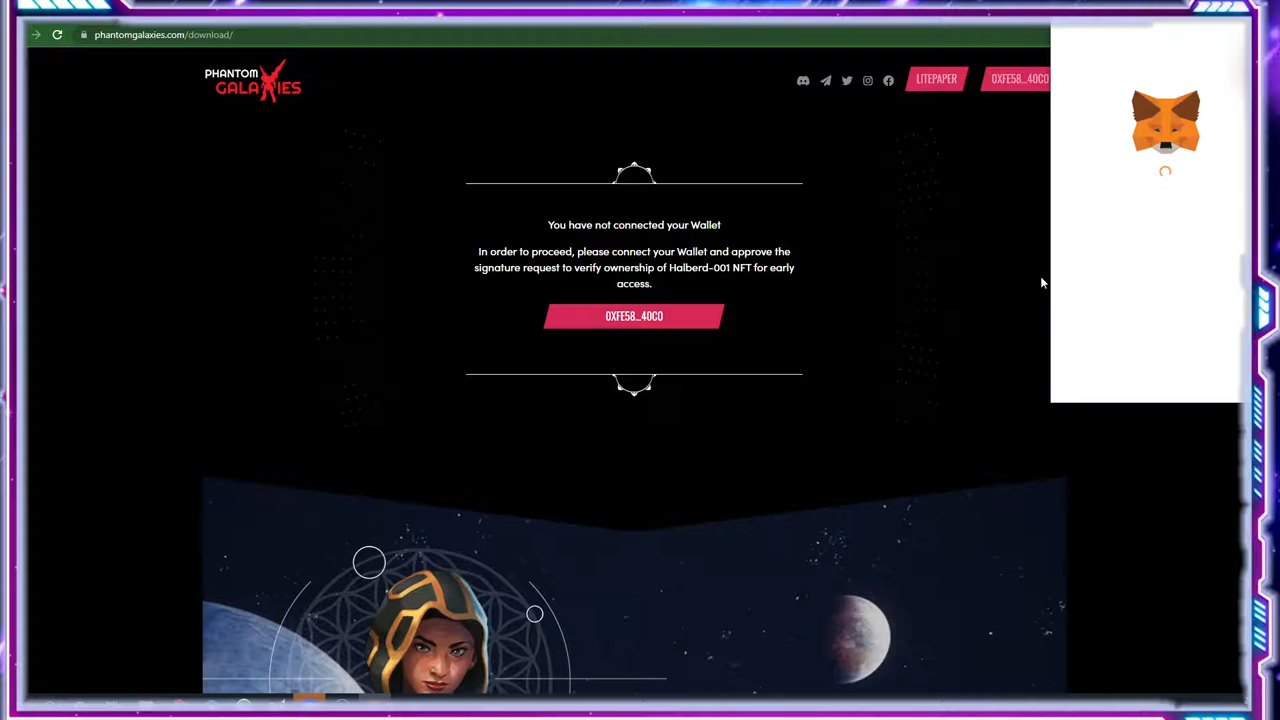 phantomgalaxies.com/download/
PHANTOM
GALAXIES
LITEPAPER
0XFE58...40C0
You have not connected your Wallet
In order to proceed, please connect your Wallet and approve the
signature request to verify ownership of Halberd-001 NFT for early
access.
0XFE58...40C0